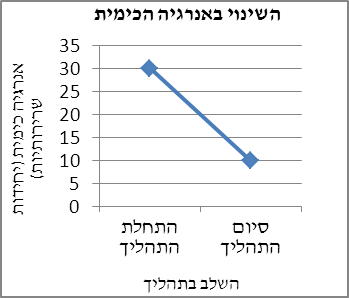 השינוי באנרגיה הכימית
אנרגיה כימית (יחידות
שרירותיות)
35
30
25
20
15
10
5
0
התחלת
התהליך
סיום
התהליך
השלב בתהליך